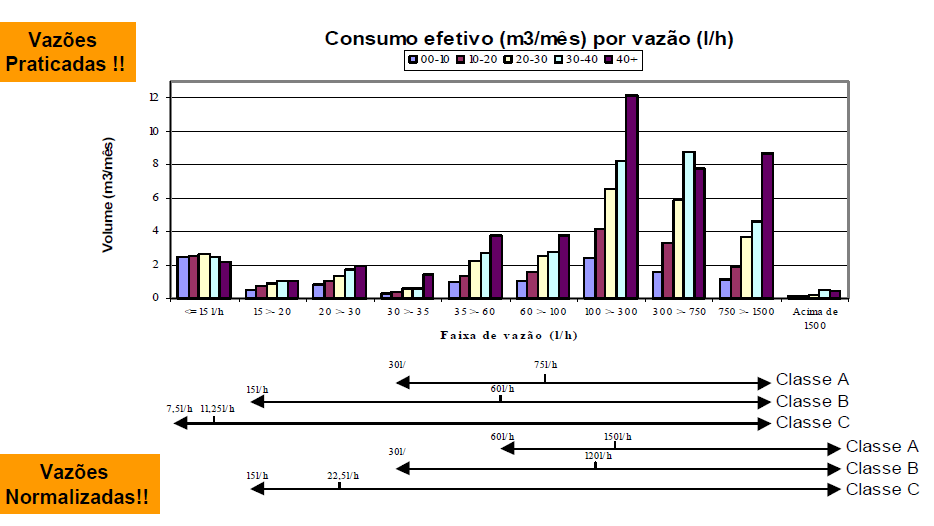 Vazões
Praticadas !!
Consumo efetivo (m3/mês) por vazão (l/h)
00-10 10-20 20-30 30-40 40+
Volume (m3/mês)
12
10
8
6
4
2
0
<=15 l/h 15 >- 20 20 >- 30 30 >- 35 35 >- 60 60 >- 100 100 >- 300 300 >- 750 750 >- 1500 Acima de
1500
Faixa de vazão (l/h)
30l/ 75l/h
Classe A
15l/h 60l/h
Classe B
7,5l/h 11,25l/h
Classe C
60l/h 150l/h
Classe A
30l/ 120l/h
Classe B
15l/h 22,5l/h
Classe C
Vazões
Normalizadas!!